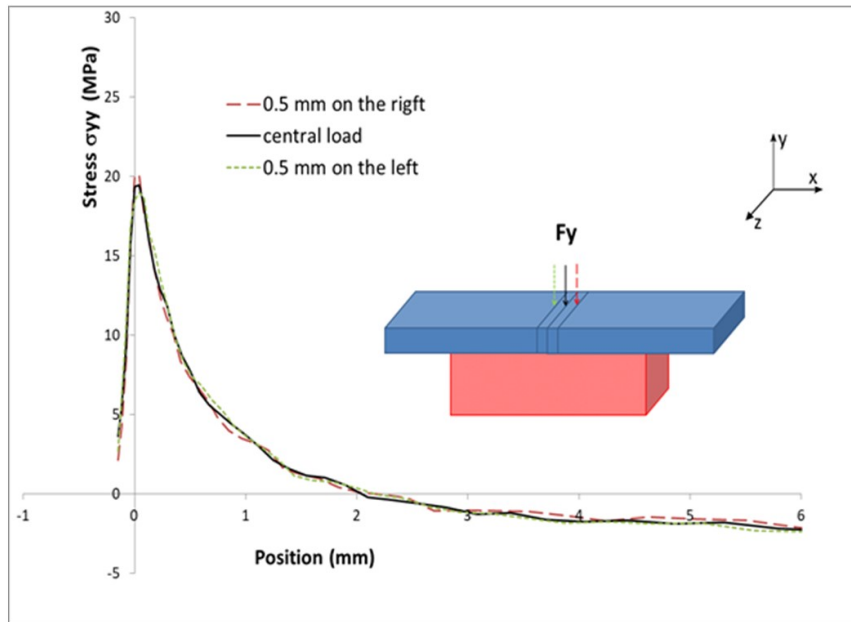 30
25
20
15
10
5
0
-5
Stress σyy (MPa)
0.5 mm on the rigft
central load
0.5 mm on the left
y
x
z
Fy
-1
0
1
2
3
4
5
6
Position (mm)